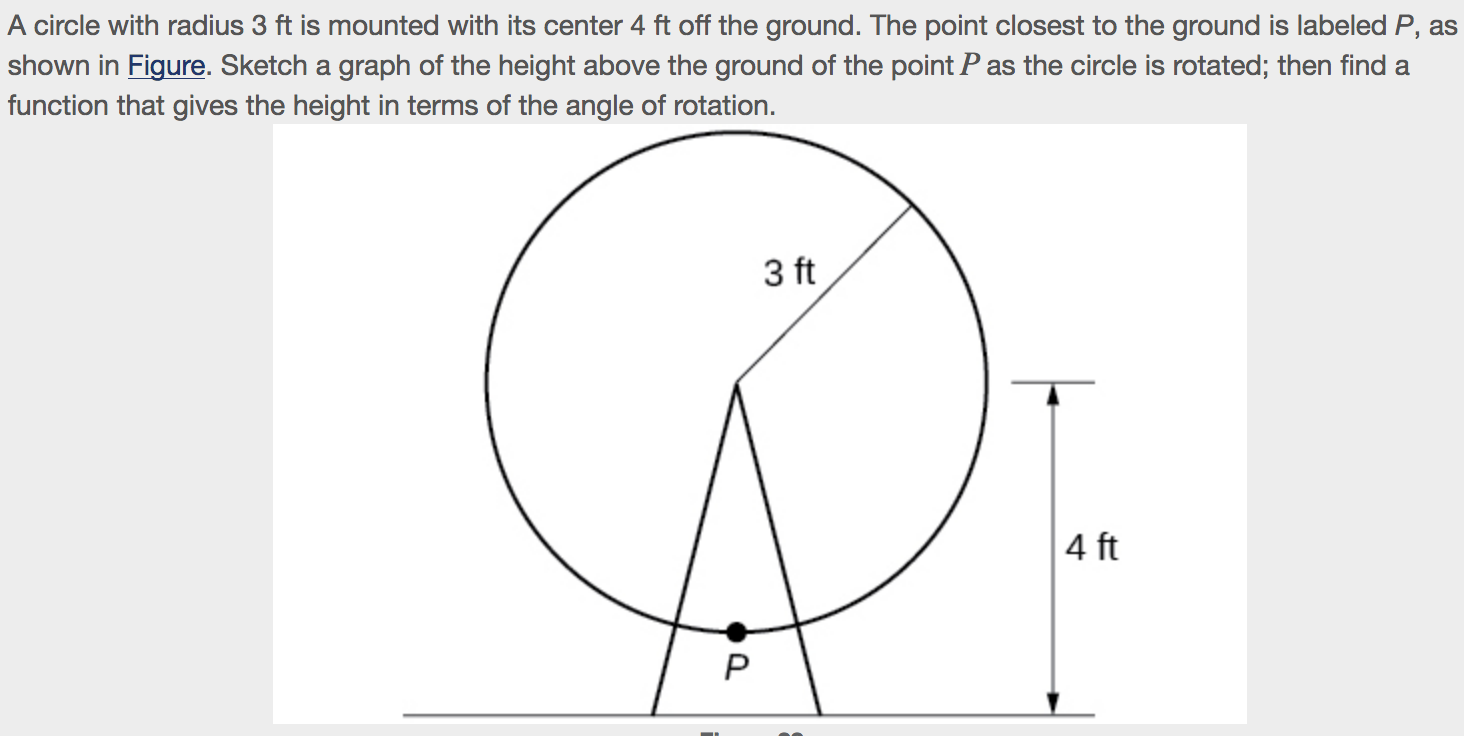 A circle with radius 3 ft is mounted with its center 4 ft off the ground. The point closest to the ground is labeled P, as
shown in Figure. Sketch a graph of the height above the ground of the point P as the circle is rotated; then find a
function that gives the height in terms of the angle of rotation.
3 ft
4 ft
P